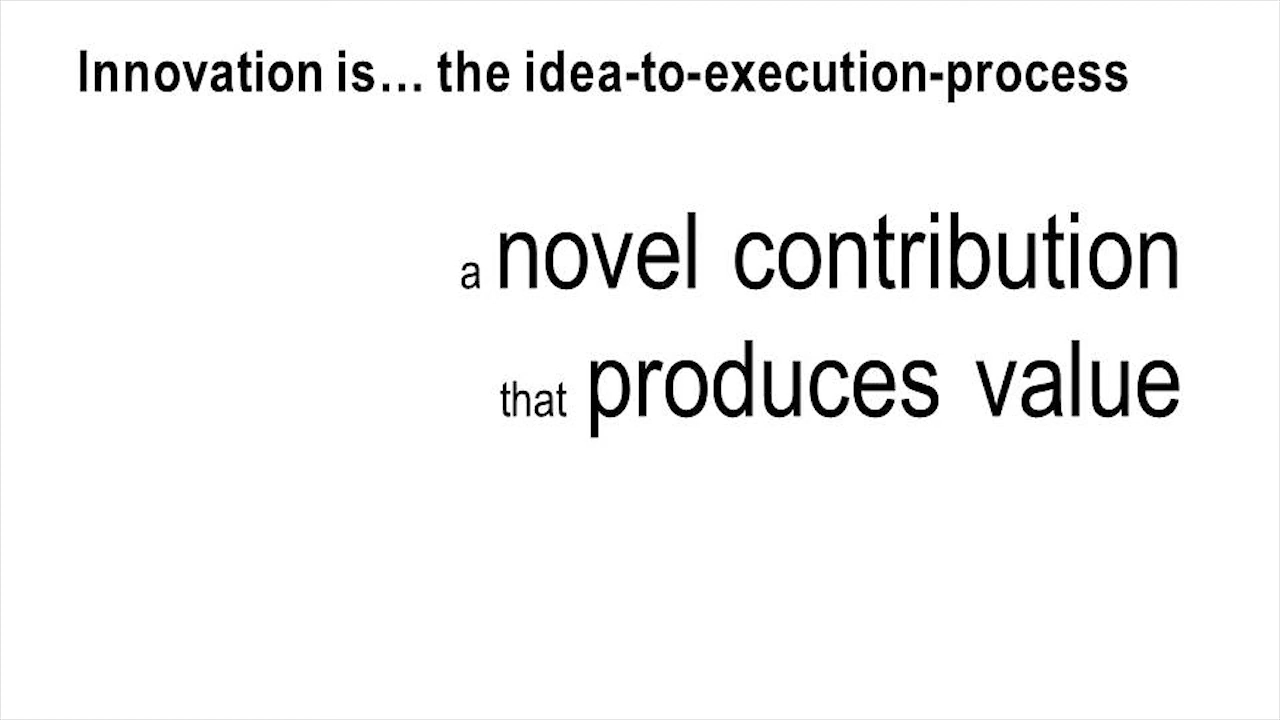 Innovation is... the idea-to-execution-process
a novel contribution
that produces value